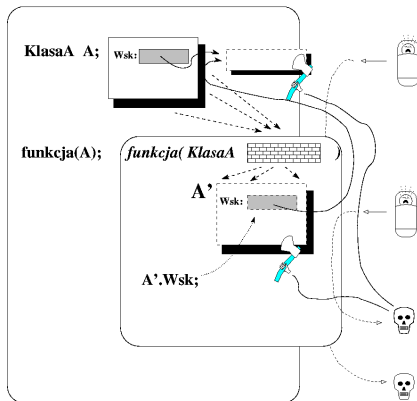 KlasaA A;
Wsk:
funkcja(A);
funkcja( KlasaA )
A'
Wsk:
A'.Wsk;